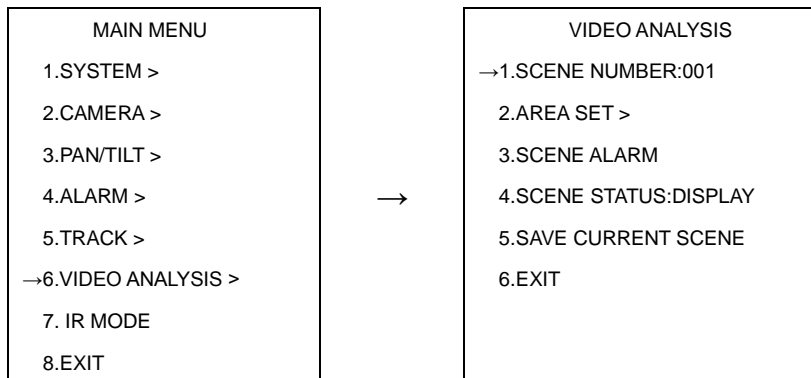 MAIN MENU
1.SYSTEM >
2.CAMERA >
3.PAN/TILT >
4.ALARM >
5.TRACK >
→6.VIDEO ANALYSIS >
7. IR MODE
8.EXIT
→
VIDEO ANALYSIS
→1.SCENE NUMBER:001
2.AREA SET >
3.SCENE ALARM
4.SCENE STATUS:DISPLAY
5.SAVE CURRENT SCENE
6.EXIT